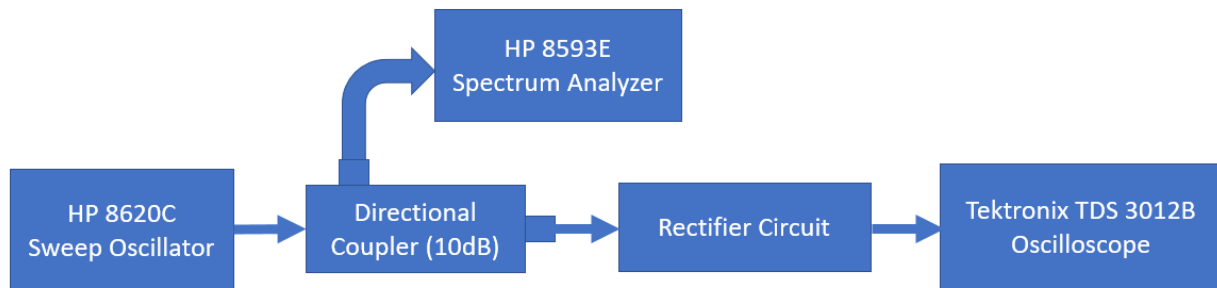 HP 8593E
Spectrum Analyzer
HP 8620C
Sweep Oscillator
Directional
Coupler (10dB)
Rectifier Circuit
Tektronix TDS 3012B
Oscilloscope